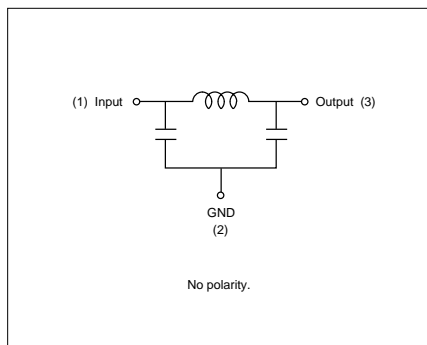 (1) Input Output (3)
GND
(2)
No polarity.